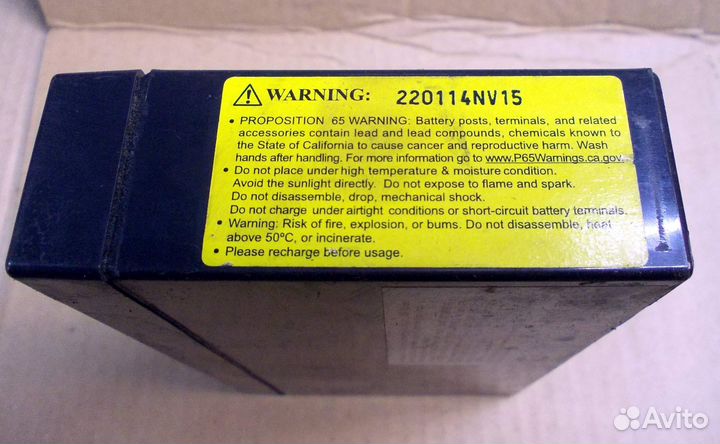 WARNING: 220114NV15
• PROPOSITION 65 WARNING: Battery posts, terminals, and related
accessories contain lead and lead compounds, chemicals known to
the State of California to cause cancer and reproductive harm. Wash
hands after handling. For more information go to www.P65Warnings.ca.gov.
• Do not place under high temperature & moisture condition.
Avoid the sunlight directly. Do not expose to flame and spark.
Do not disassemble, drop, mechanical shock.
Do not charge under airtight conditions or short-circuit battery terminals.
• Warning: Risk of fire, explosion, or burns. Do not disassemble, heat
above 50ºC, or incinerate.
• Please recharge before usage.
Avito